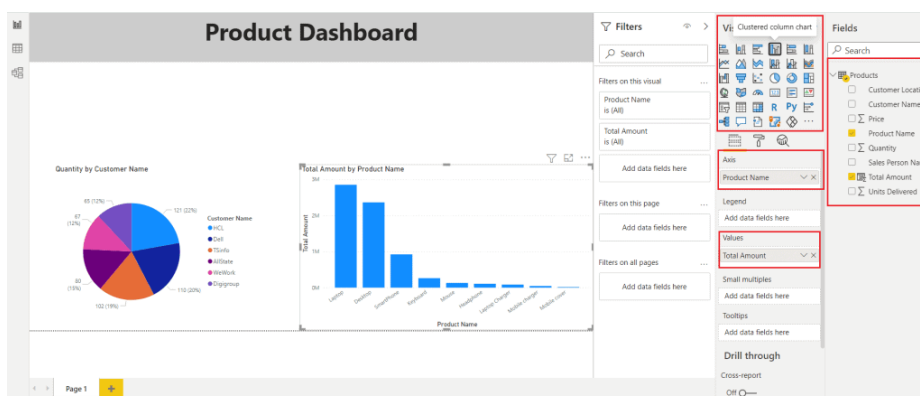 Product Dashboard
Quantity by Customer Name
65 (12%)
67
(12%)
80
(15%)
102 (19%)
110 (20%)
121 (22%)
Customer Name
HCL
Dell
TSinfo
AllState
WeWork
Digigroup
Total Amount by Product Name
3M
2M
1M
0M
Total Amount
Laptop
Desktop
SmartPhone
Keyboard
Mouse
Headphone
Laptop Charger
Mobile charger
Mobile cover
Product Name
Page 1
Filters
Search
Filters on this visual
...
Product Name
is (All)
Total Amount
is (All)
Add data fields here
Filters on this page
...
Add data fields here
Filters on all pages
...
Add data fields here
Vis
Clustered column chart
R
Py
Axis
Product Name
Legend
Add data fields here
Values
Total Amount
Small multiples
Add data fields here
Tooltips
Add data fields here
Drill through
Cross-report
Off
Fields
Search
Products
Customer Locati
Customer Name
Price
Product Name
Quantity
Sales Person Na
Total Amount
Units Delivered